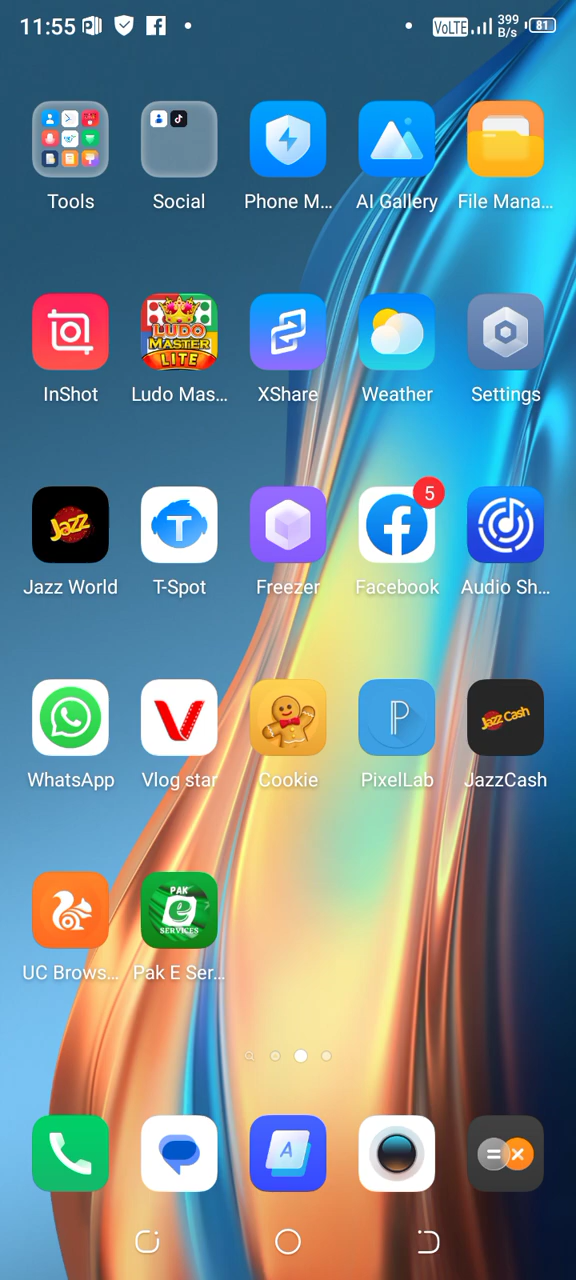 11:55
VoLTE 399 B/s 81
Tools Social Phone M... AI Gallery File Mana...
LUDO
MASTER
LITE
InShot Ludo Mas... XShare Weather Settings
Jazz T 5
Jazz World T-Spot Freezer Facebook Audio Sh...
P Jazz Cash
WhatsApp Vlog star Cookie PixelLab JazzCash
PAK
e
SERVICES
UC Brows... Pak E Ser...
A